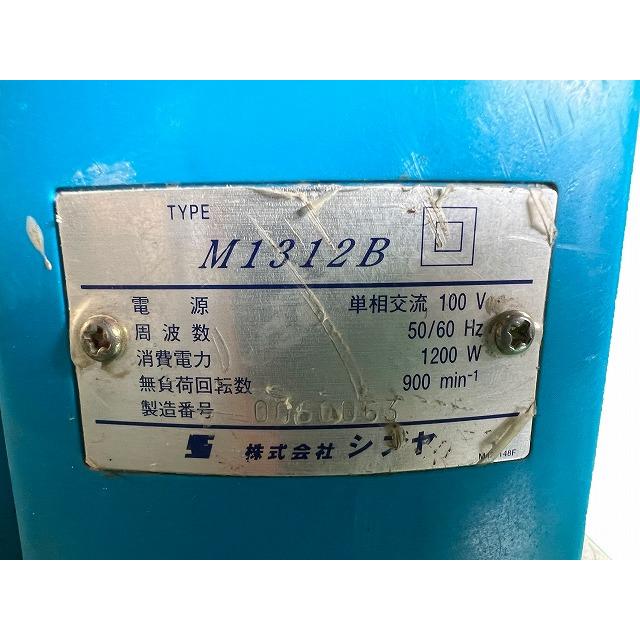 TYPE M1312B
電源 単相交流 100 V
周波数 50/60 Hz
消費電力 1200 W
無負荷回転数 900 min⁻¹
製造番号
株式会社 シブヤ